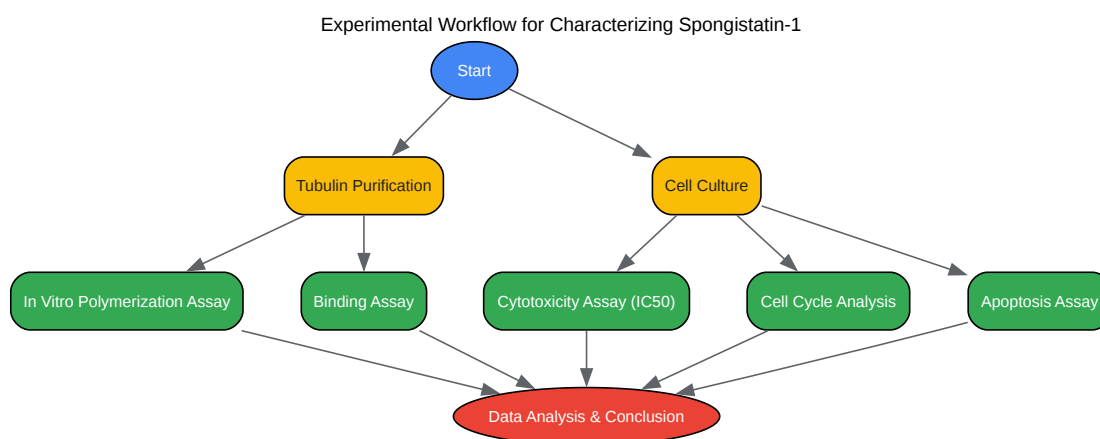 Experimental Workflow for Characterizing Spongistatin-1
Start
Tubulin Purification
Cell Culture
In Vitro Polymerization Assay
Binding Assay
Cytotoxicity Assay (IC50)
Cell Cycle Analysis
Apoptosis Assay
Data Analysis & Conclusion